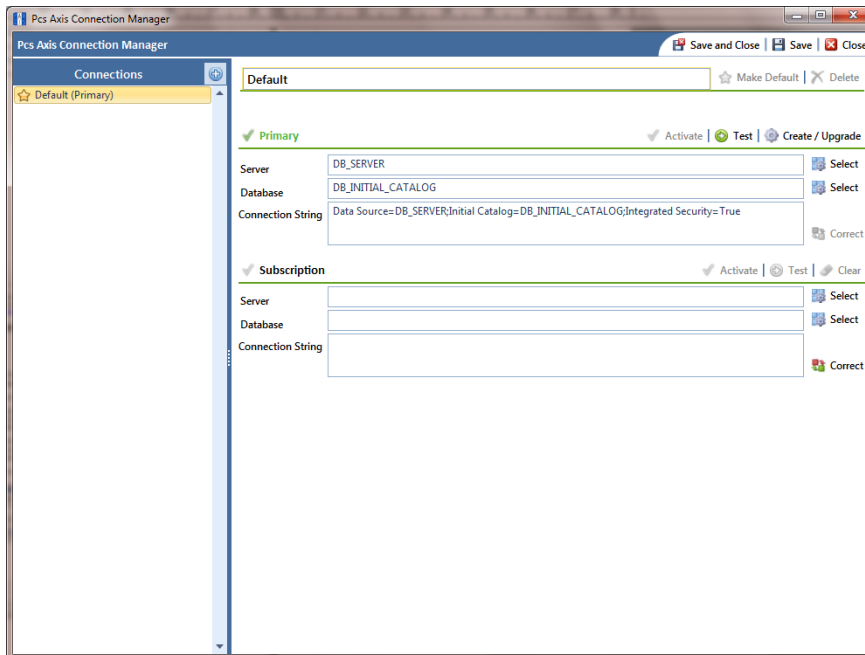 Pcs Axis Connection Manager
Pcs Axis Connection Manager Save and Close Save Close
Connections
Default (Primary)
Default Make Default Delete
Primary Activate Test Create / Upgrade
Server DB_SERVER Select
Database DB_INITIAL_CATALOG Select
Connection String Data Source=DB_SERVER;Initial Catalog=DB_INITIAL_CATALOG;Integrated Security=True
Correct
Subscription Activate Test Clear
Server Select
Database Select
Connection String
Correct